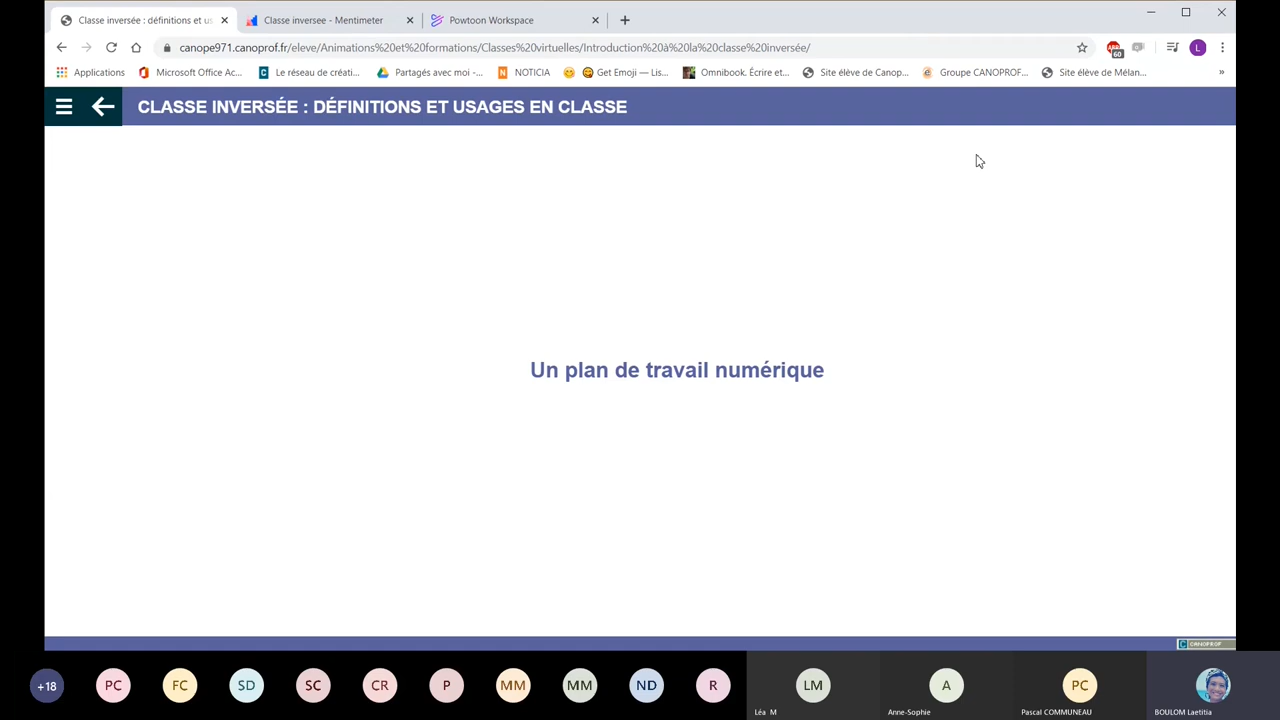 Classe inversée : définitions et us
Classe inversee - Mentimeter
Powtoon Workspace
canope971.canoprof.fr/eleve/Animations%20et%20formations/Classes%20virtuelles/Introduction%20à%20la%20classe%20inversée/
60
L
Applications
Microsoft Office Ac...
Le réseau de créati...
Partagés avec moi -...
NOTICIA
Get Emoji — Lis...
Omnibook. Écrire et...
Site élève de Canop...
Groupe CANOPROF...
Site élève de Mélan...
»
CLASSE INVERSÉE : DÉFINITIONS ET USAGES EN CLASSE
Un plan de travail numérique
CANOPROF
+18
PC
FC
SD
SC
CR
P
MM
MM
ND
R
LM
A
PC
Léa M
Anne-Sophie
Pascal COMMUNEAU
BOULOM Laetitia